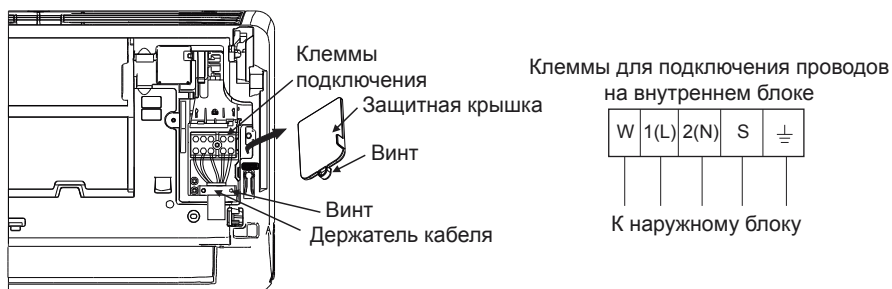 Клеммы
подключения
Защитная крышка
Винт
Винт
Держатель кабеля
Клеммы для подключения проводов
на внутреннем блоке
W 1(L) 2(N) S ⏚
К наружному блоку